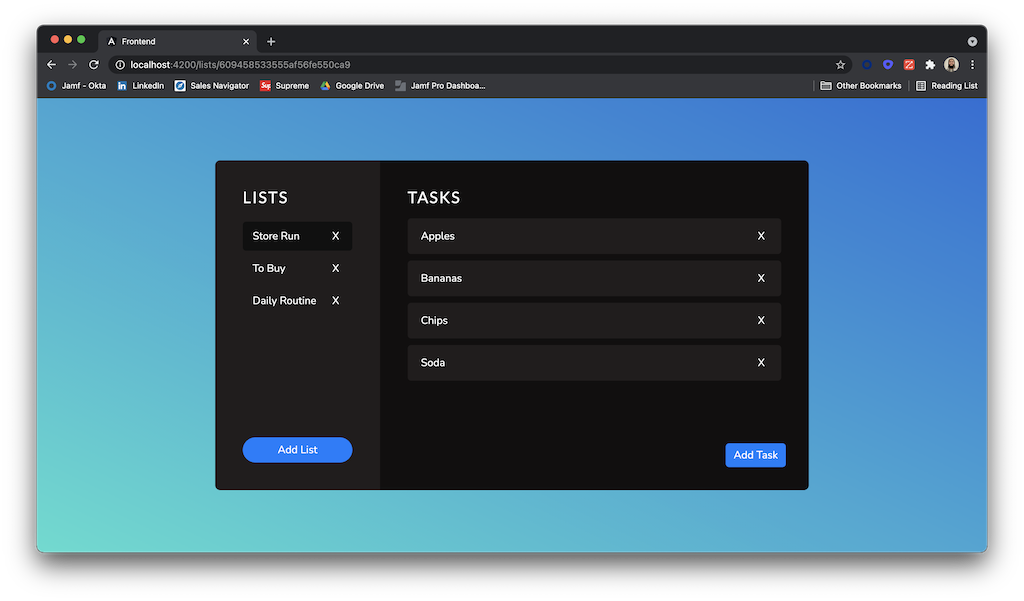 Frontend
localhost:4200/lists/609458533555af56fe550ca9
Jamf - Okta LinkedIn Sales Navigator Sup Supreme Google Drive Jamf Pro Dashboa... Other Bookmarks Reading List
LISTS
Store Run X
To Buy X
Daily Routine X
Add List
TASKS
Apples X
Bananas X
Chips X
Soda X
Add Task